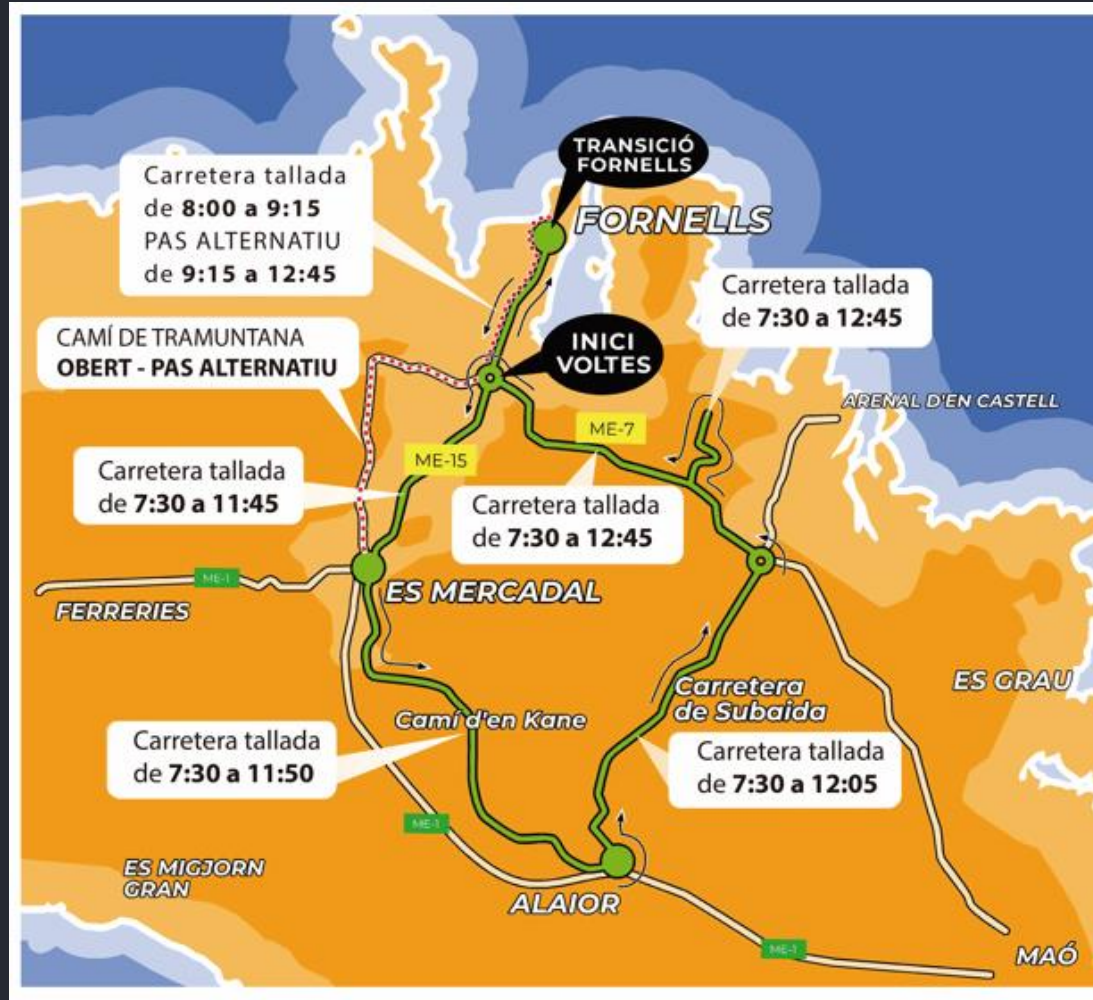 TRANSICIÓ
FORNELLS
FORNELLS
Carretera tallada
de 8:00 a 9:15
PAS ALTERNATIU
de 9:15 a 12:45
Carretera tallada
de 7:30 a 12:45
CAMÍ DE TRAMUNTANA
OBERT - PAS ALTERNATIU
INICI
VOLTES
ARENAL D'EN CASTELL
ME-7
ME-15
Carretera tallada
de 7:30 a 11:45
Carretera tallada
de 7:30 a 12:45
ME-1
FERRERIES
ES MERCADAL
ES GRAU
Carretera
de Subaida
Camí d'en Kane
Carretera tallada
de 7:30 a 11:50
Carretera tallada
de 7:30 a 12:05
ME-1
ES MIGJORN
GRAN
ALAIOR
ME-1
MAÓ